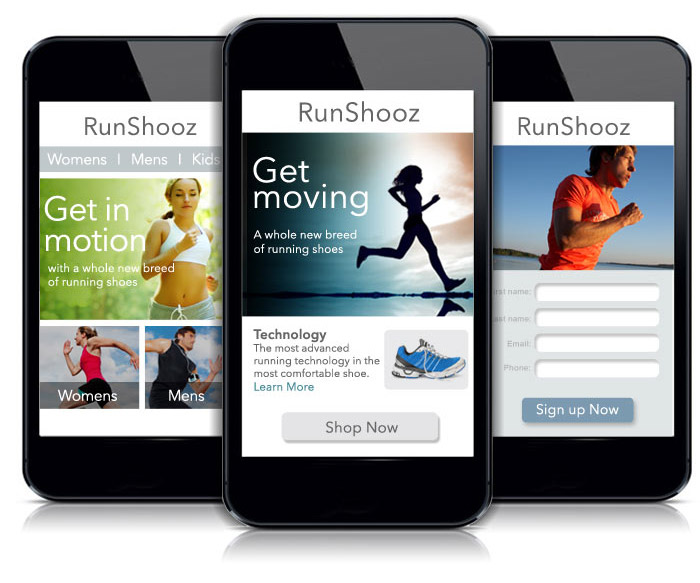 RunShooz
Womens | Mens | Kids
Get in
motion
with a whole new breed
of running shoes
Womens
Mens
RunShooz
Get
moving
A whole new breed
of running shoes
Technology
The most advanced
running technology in the
most comfortable shoe.
Learn More
Shop Now
RunShooz
rst name:
ast name:
Email:
Phone:
Sign up Now